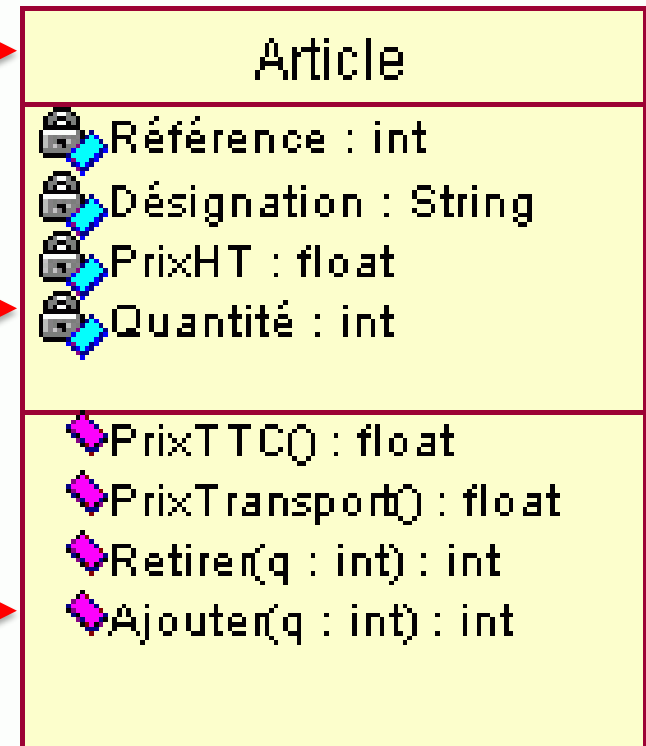 Article
Référence : int
Désignation : String
PrixHT : float
Quantité : int
PrixTTC() : float
PrixTransport() : float
Retirer(q : int) : int
Ajouter(q : int) : int